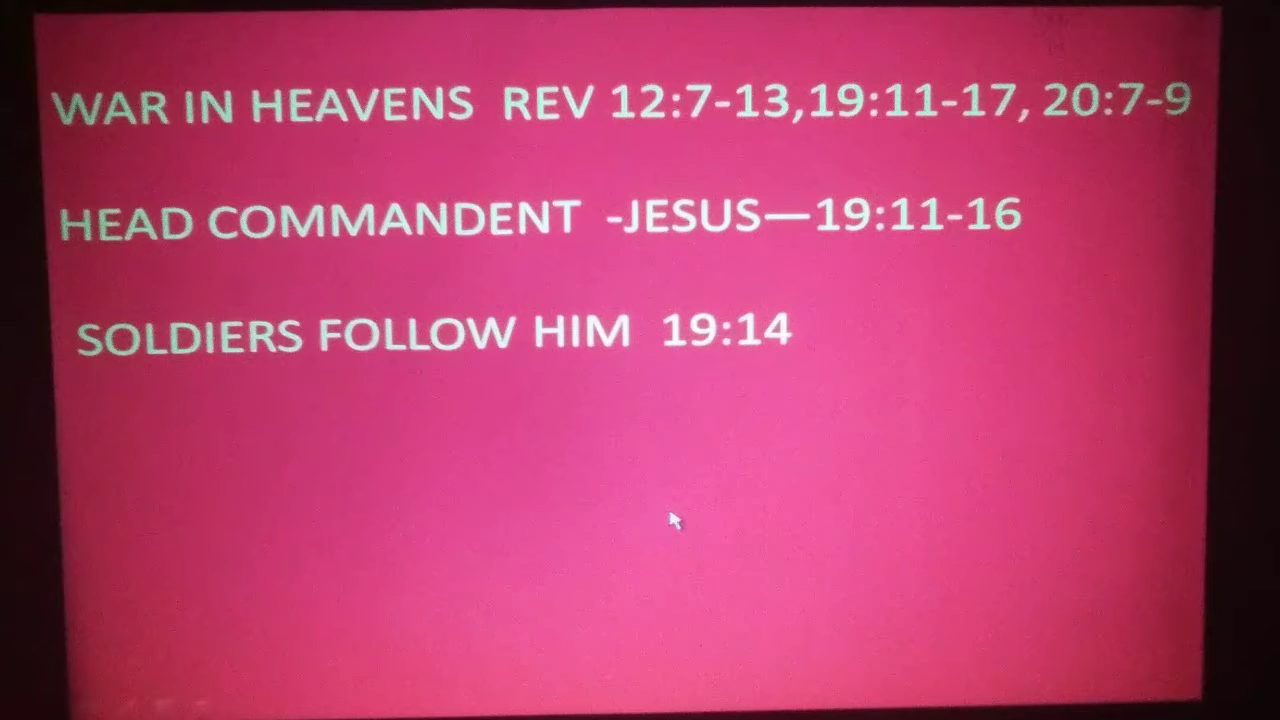 WAR IN HEAVENS REV 12:7-13,19:11-17, 20:7-9
HEAD COMMANDENT -JESUS—19:11-16
SOLDIERS FOLLOW HIM 19:14